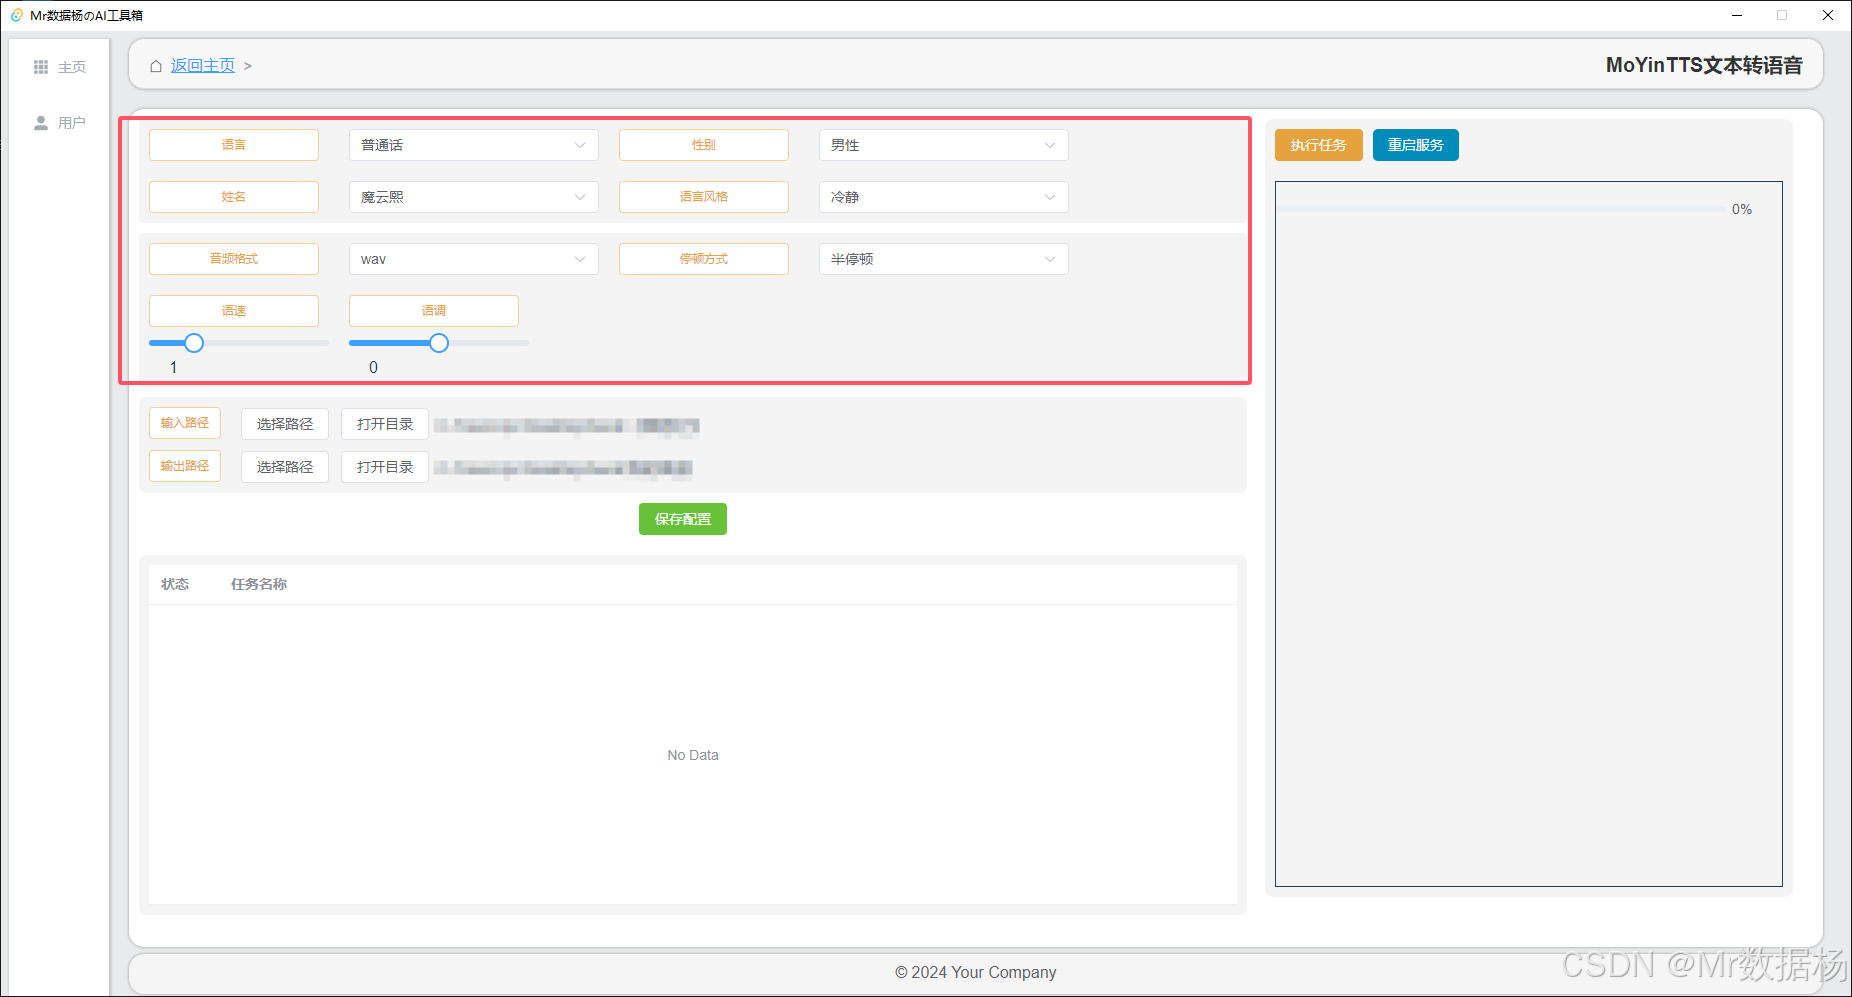 Mr数据杨のAI工具箱
主页
用户
返回主页 >
MoYinTTS文本转语音
语言 普通话 性别 男性
姓名 魔云熙 语言风格 冷静
音频格式 wav 停顿方式 半停顿
语速 语调
1 0
输入路径 选择路径 打开目录
输出路径 选择路径 打开目录
保存配置
状态 任务名称
No Data
执行任务 重启服务
0%
© 2024 Your Company
CSDN @Mr数据杨